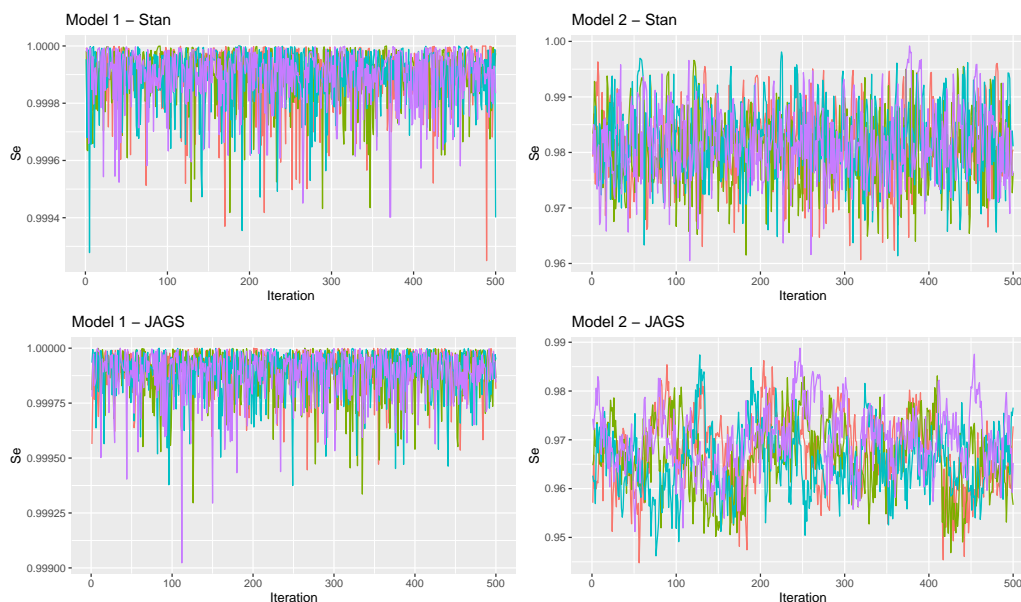 Model 1 − Stan
1.0000
0.9998
0.9996
0.9994
Se
0 100 200 300 400 500
Iteration
Model 2 − Stan
1.00
0.99
0.98
0.97
0.96
Se
0 100 200 300 400 500
Iteration
Model 1 − JAGS
1.00000
0.99975
0.99950
0.99925
0.99900
Se
0 100 200 300 400 500
Iteration
Model 2 − JAGS
0.99
0.98
0.97
0.96
0.95
Se
0 100 200 300 400 500
Iteration